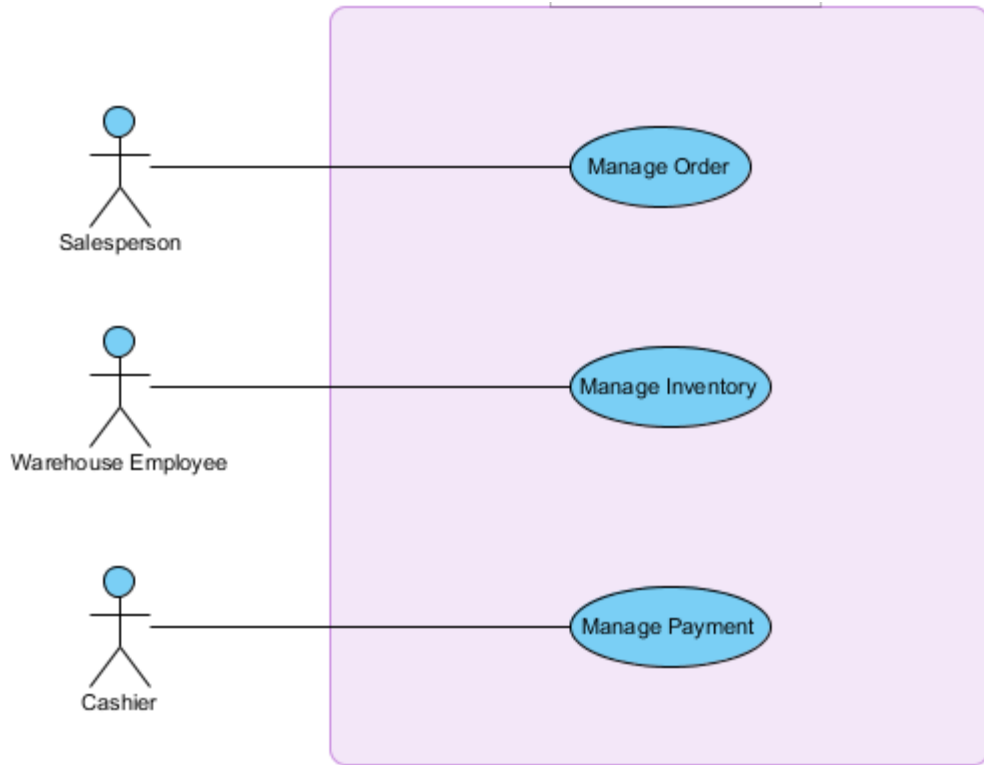 Manage Order
Salesperson
Manage Inventory
Warehouse Employee
Manage Payment
Cashier